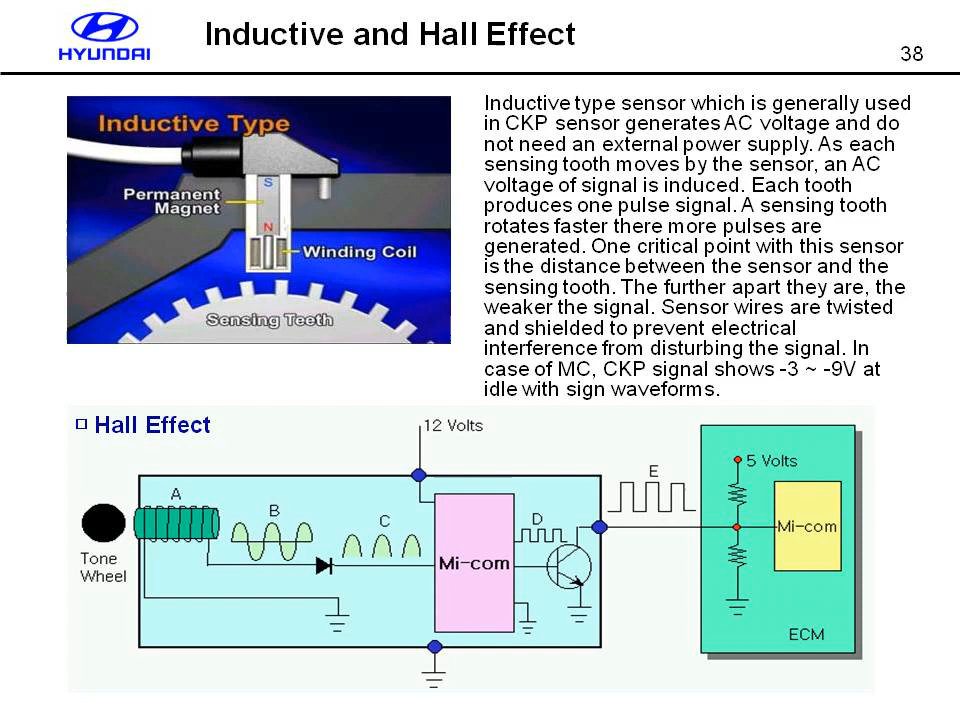 HYUNDAI
Inductive and Hall Effect
38
Inductive Type
S
Permanent
Magnet
N
Winding Coil
Sensing Teeth
Inductive type sensor which is generally used
in CKP sensor generates AC voltage and do
not need an external power supply. As each
sensing tooth moves by the sensor, an AC
voltage of signal is induced. Each tooth
produces one pulse signal. A sensing tooth
rotates faster there more pulses are
generated. One critical point with this sensor
is the distance between the sensor and the
sensing tooth. The further apart they are, the
weaker the signal. Sensor wires are twisted
and shielded to prevent electrical
interference from disturbing the signal. In
case of MC, CKP signal shows -3 ~ -9V at
idle with sign waveforms.
Hall Effect
12 Volts
5 Volts
A
B
C
D
E
Mi-com
Mi-com
Tone
Wheel
ECM